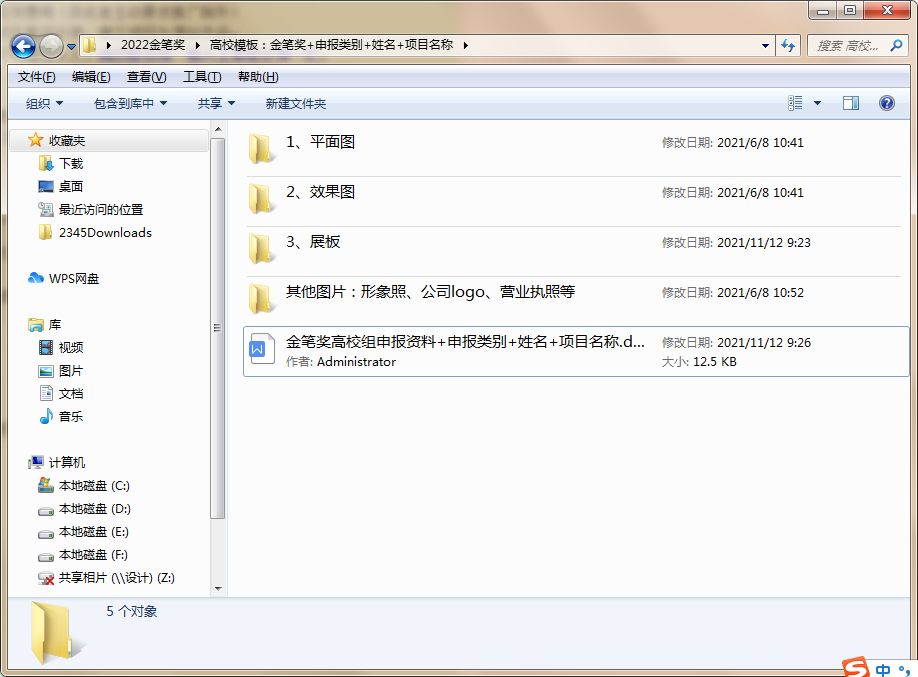 2022金笔奖 高校模板：金笔奖+申报类别+姓名+项目名称
搜索 高校...
文件(F) 编辑(E) 查看(V) 工具(T) 帮助(H)
组织 包含到库中 共享 新建文件夹
收藏夹
下载
桌面
最近访问的位置
2345Downloads
WPS网盘
库
视频
图片
文档
音乐
计算机
本地磁盘 (C:)
本地磁盘 (D:)
本地磁盘 (E:)
本地磁盘 (F:)
共享相片 (\\设计) (Z:)
1、平面图 修改日期: 2021/6/8 10:41
2、效果图 修改日期: 2021/6/8 10:41
3、展板 修改日期: 2021/11/12 9:23
其他图片：形象照、公司logo、营业执照等 修改日期: 2021/6/8 10:52
金笔奖高校组申报资料+申报类别+姓名+项目名称.d... 修改日期: 2021/11/12 9:26
作者: Administrator 大小: 12.5 KB
5 个对象
中